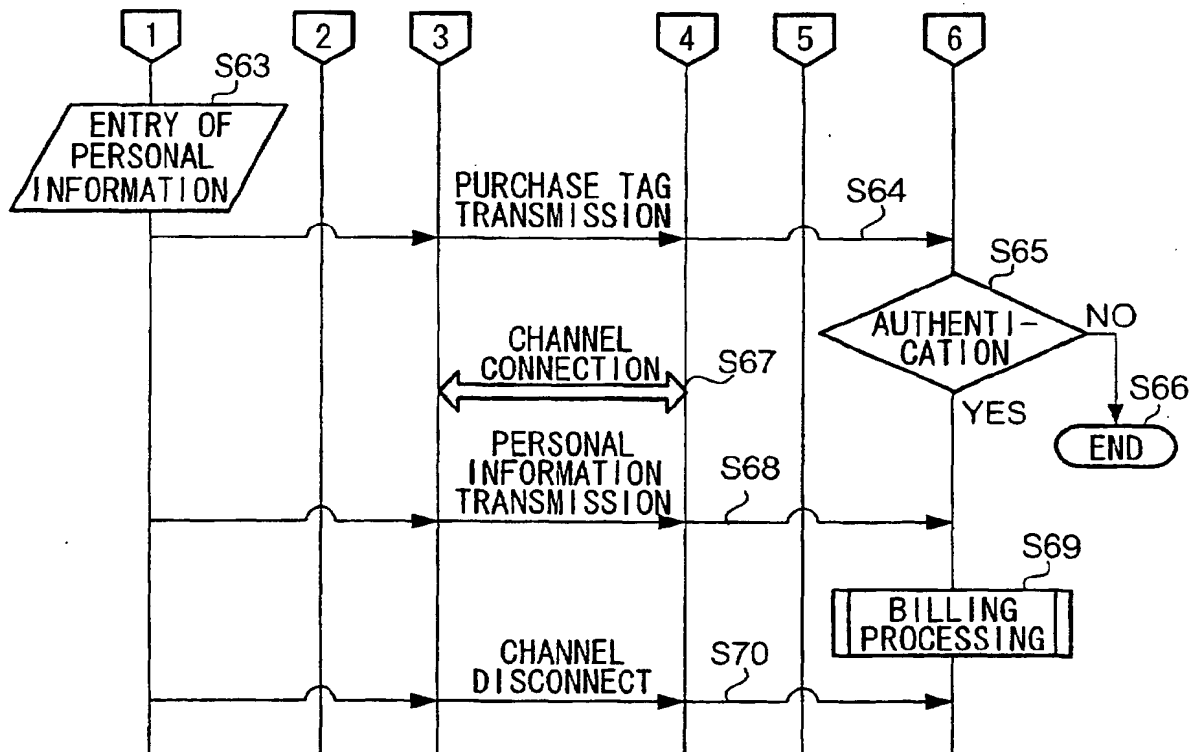 1 2 3 4 5 6
S63
ENTRY OF
PERSONAL
INFORMATION
PURCHASE TAG
TRANSMISSION
S64
S65
AUTHENTI-
CATION
NO
YES
S66
END
CHANNEL
CONNECTION
S67
PERSONAL
INFORMATION
TRANSMISSION
S68
S69
BILLING
PROCESSING
CHANNEL
DISCONNECT
S70